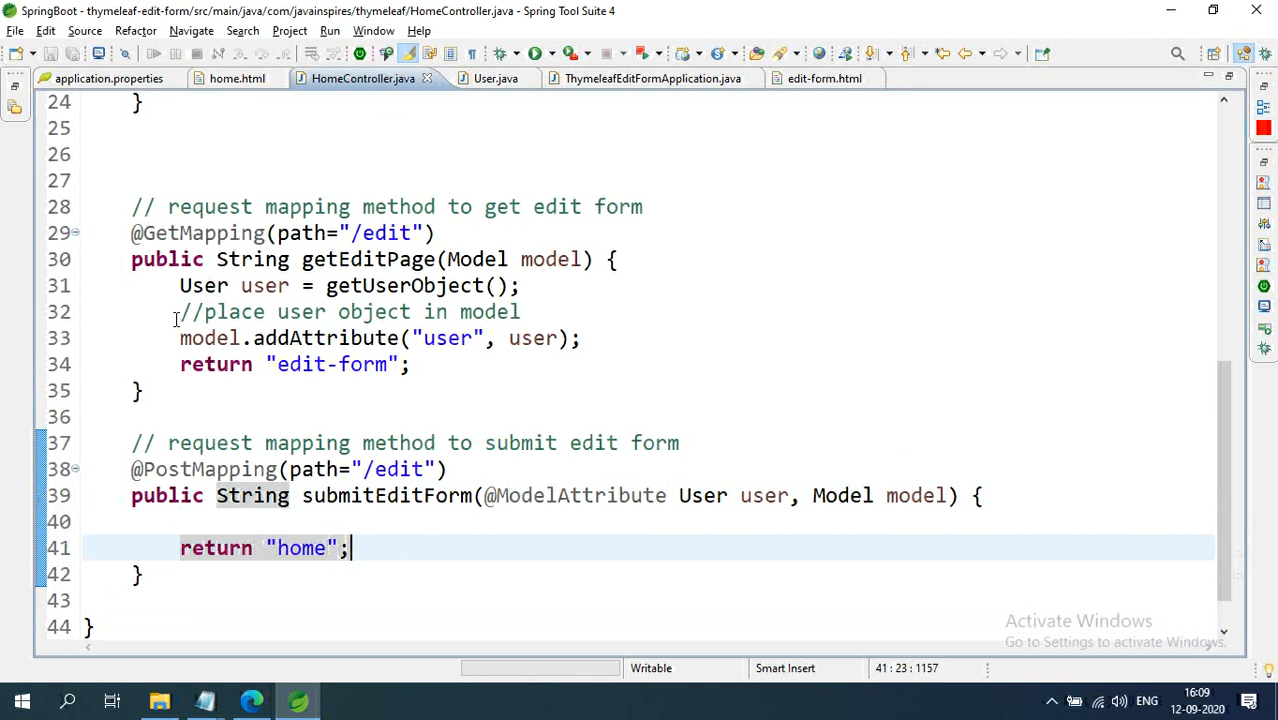 SpringBoot - thymeleaf-edit-form/src/main/java/com/javainspires/thymeleaf/HomeController.java - Spring Tool Suite 4
File Edit Source Refactor Navigate Search Project Run Window Help
application.properties home.html HomeController.java User.java ThymeleafEditFormApplication.java edit-form.html
24 }
25
26
27
28 // request mapping method to get edit form
29 @GetMapping(path="/edit")
30 public String getEditPage(Model model) {
31 User user = getUserObject();
32 //place user object in model
33 model.addAttribute("user", user);
34 return "edit-form";
35 }
36
37 // request mapping method to submit edit form
38 @PostMapping(path="/edit")
39 public String submitEditForm(@ModelAttribute User user, Model model) {
40
41 return "home";
42 }
43
44 }
Activate Windows
Go to Settings to activate Windows.
Writable Smart Insert 41 : 23 : 1157
ENG 16:09
12-09-2020